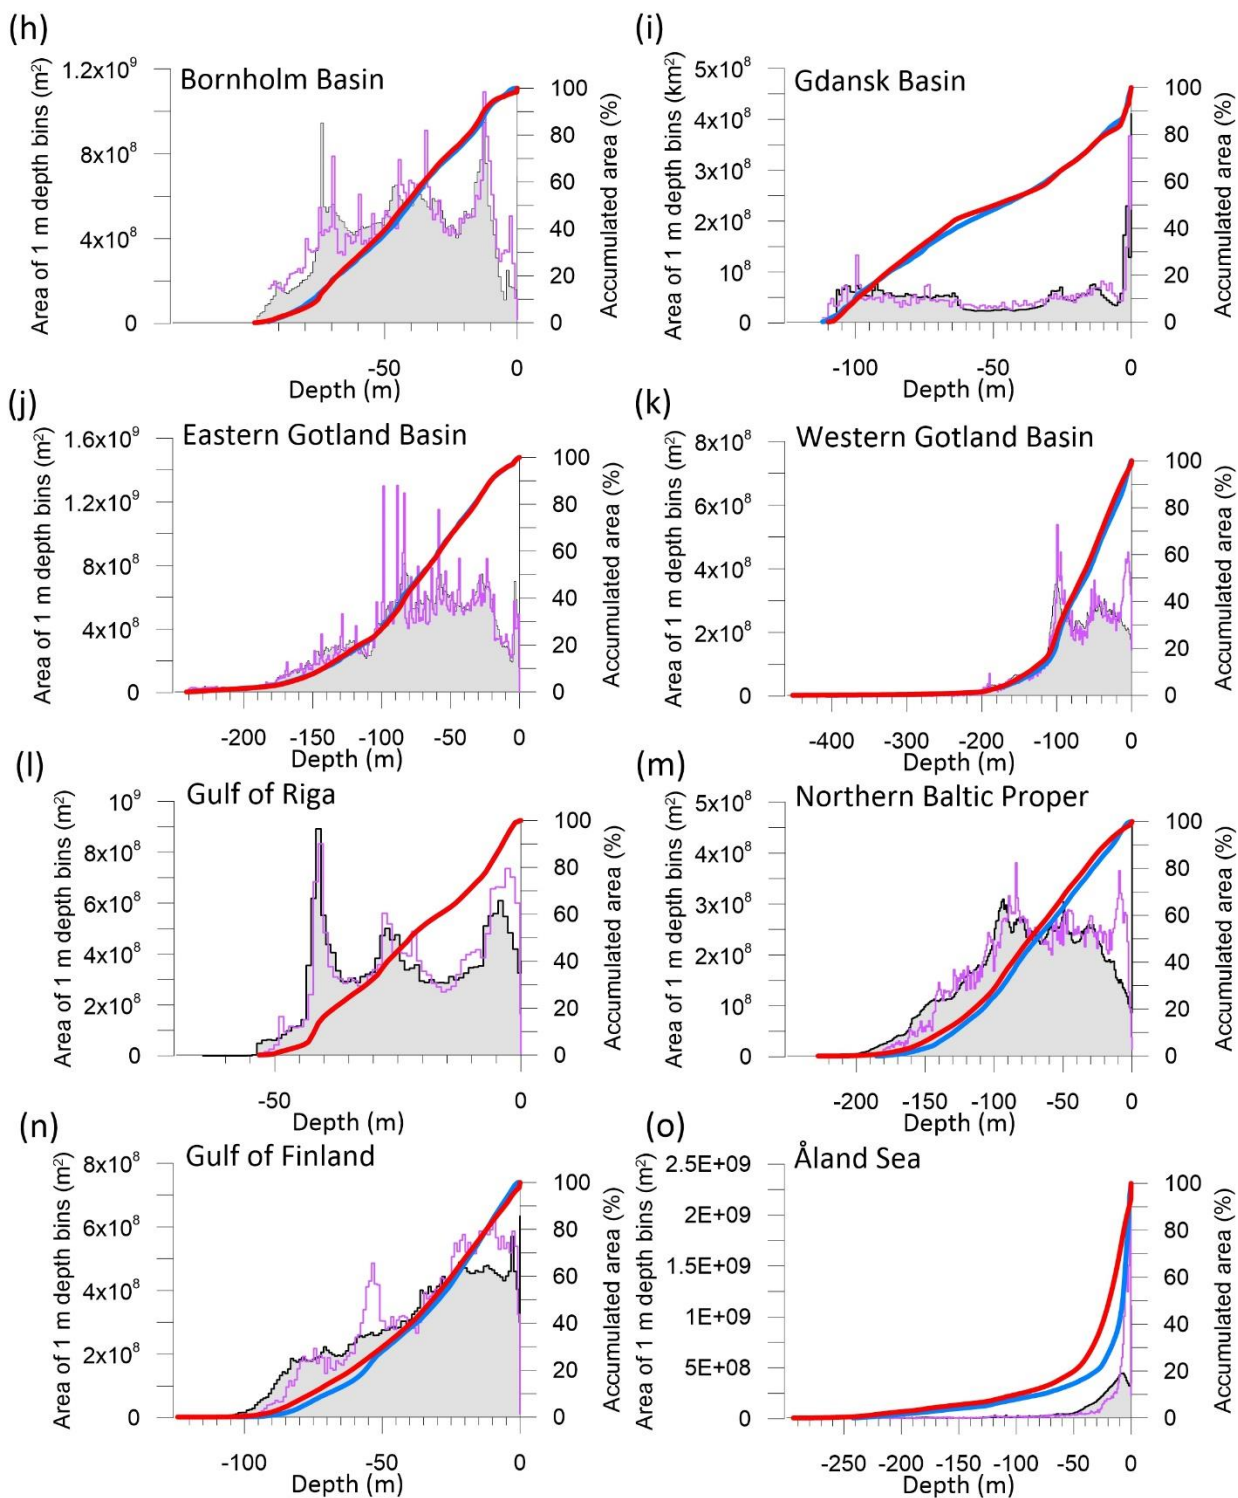 (h)
Bornholm Basin
Area of 1 m depth bins (m²)
1.2x10⁹
8x10⁸
4x10⁸
0
100
80
60
40
20
0
Accumulated area (%)
-50
0
Depth (m)
(i)
Gdansk Basin
Area of 1 m depth bins (km²)
5x10⁸
4x10⁸
3x10⁸
2x10⁸
10⁸
0
100
80
60
40
20
0
Accumulated area (%)
-100
-50
0
Depth (m)
(j)
Eastern Gotland Basin
Area of 1 m depth bins (m²)
1.6x10⁹
1.2x10⁹
8x10⁸
4x10⁸
0
100
80
60
40
20
0
Accumulated area (%)
-200
-150
-100
-50
0
Depth (m)
(k)
Western Gotland Basin
Area of 1 m depth bins (m²)
8x10⁸
6x10⁸
4x10⁸
2x10⁸
0
100
80
60
40
20
0
Accumulated area (%)
-400
-300
-200
-100
0
Depth (m)
(l)
Gulf of Riga
Area of 1 m depth bins (m²)
10⁹
8x10⁸
6x10⁸
4x10⁸
2x10⁸
0
100
80
60
40
20
0
Accumulated area (%)
-50
0
Depth (m)
(m)
Northern Baltic Proper
Area of 1 m depth bins (m²)
5x10⁸
4x10⁸
3x10⁸
2x10⁸
10⁸
0
100
80
60
40
20
0
Accumulated area (%)
-200
-150
-100
-50
0
Depth (m)
(n)
Gulf of Finland
Area of 1 m depth bins (m²)
8x10⁸
6x10⁸
4x10⁸
2x10⁸
0
100
80
60
40
20
0
Accumulated area (%)
-100
-50
0
Depth (m)
(o)
Åland Sea
Area of 1 m depth bins (m²)
2.5E+09
2E+09
1.5E+09
1E+09
5E+08
0
100
80
60
40
20
0
Accumulated area (%)
-250
-200
-150
-100
-50
0
Depth (m)